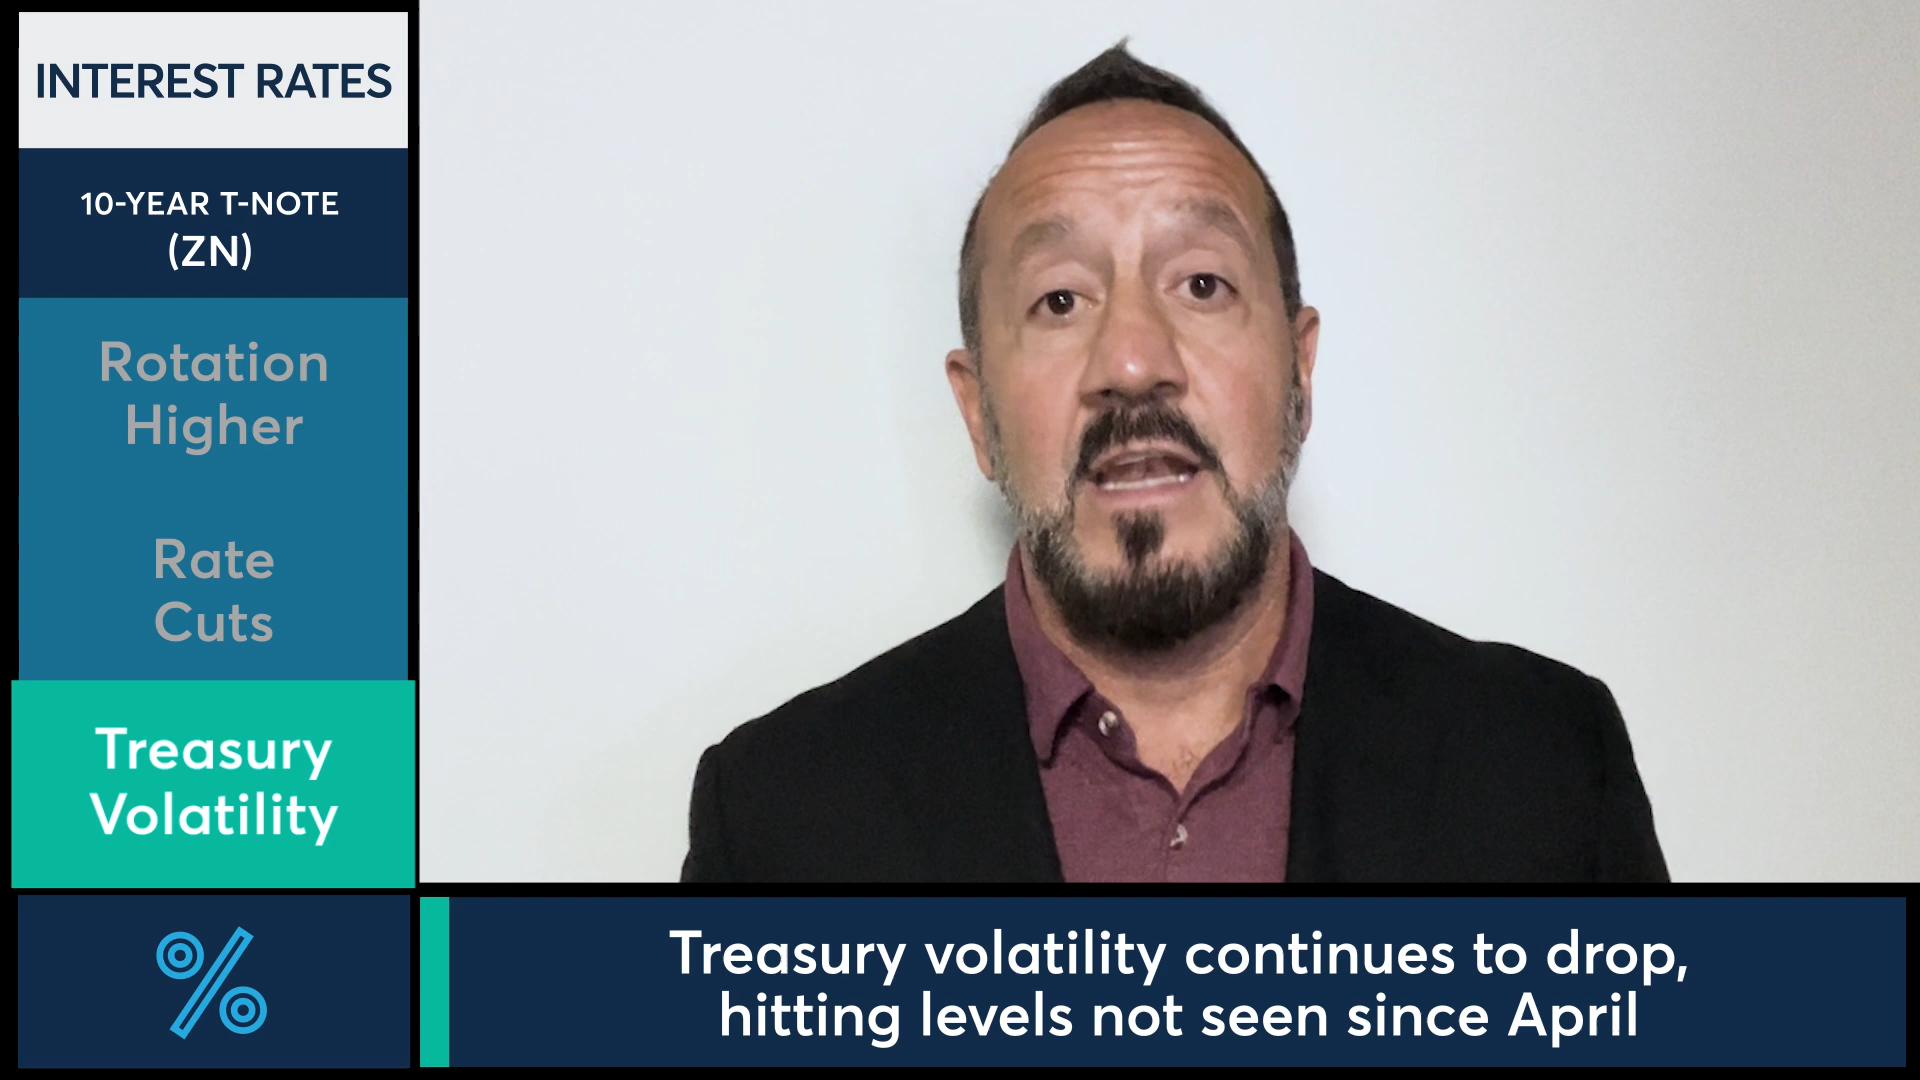 INTEREST RATES
10-YEAR T-NOTE
(ZN)
Rotation
Higher
Rate
Cuts
Treasury
Volatility
%
Treasury volatility continues to drop,
hitting levels not seen since April